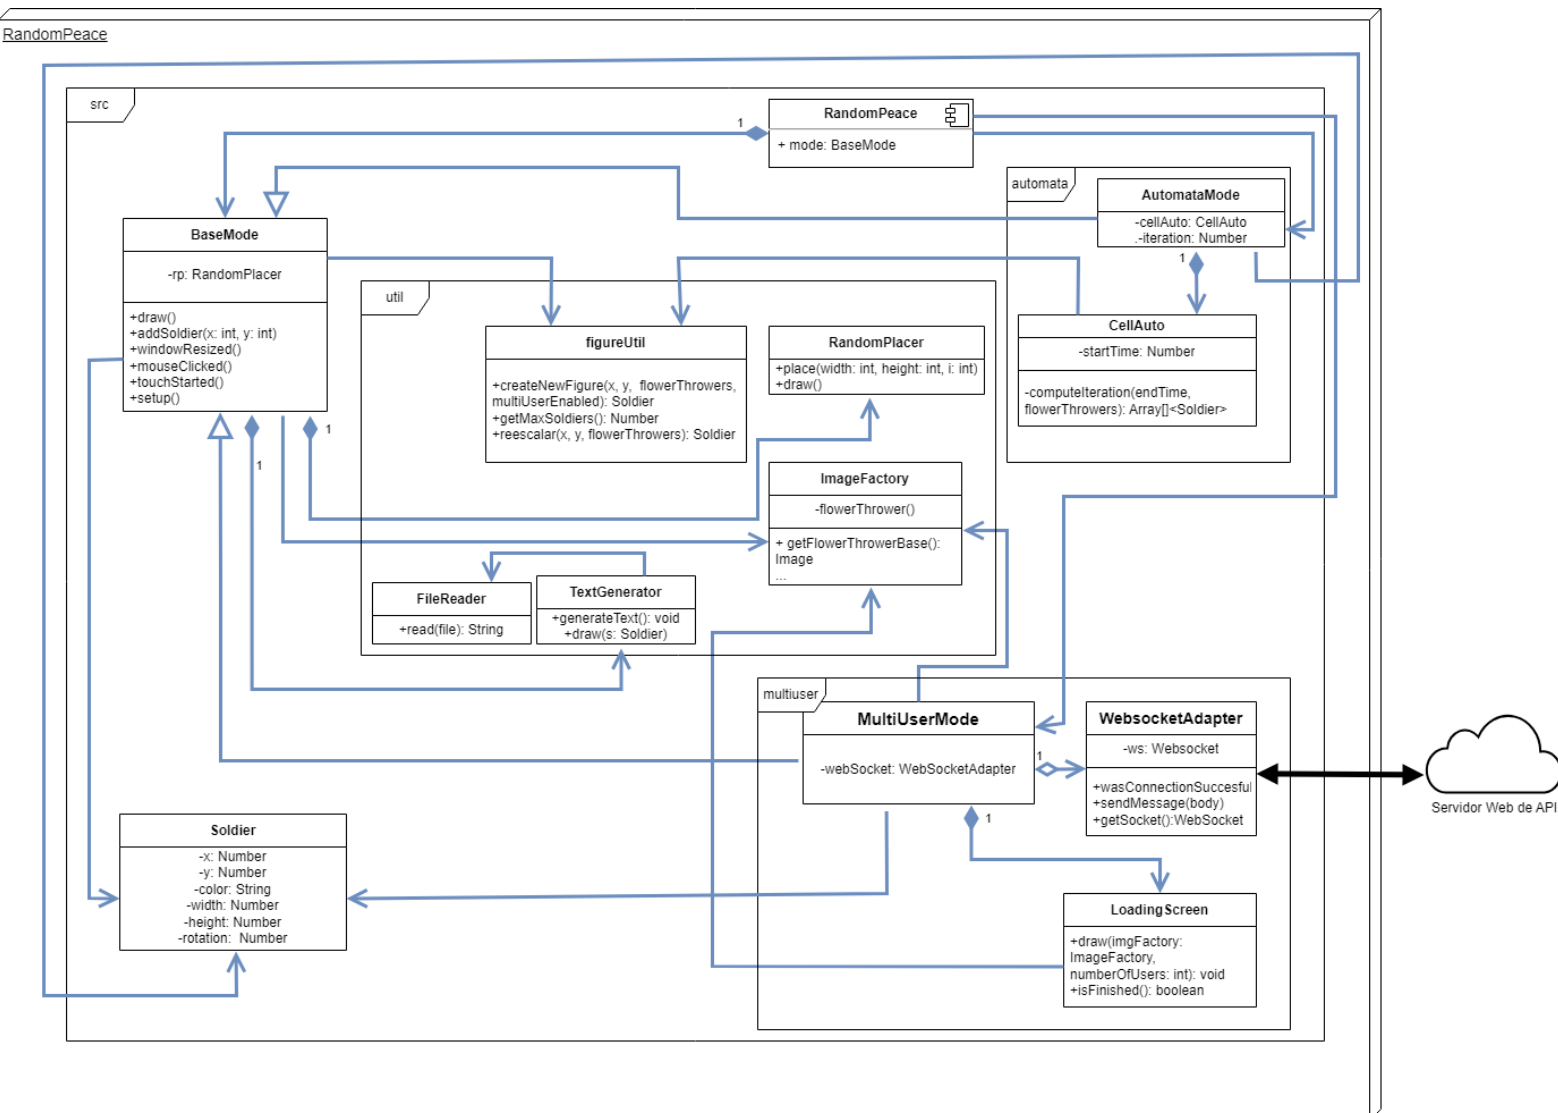 RandomPeace
src
RandomPeace
+ mode: BaseMode
1
automata
AutomataMode
-cellAuto: CellAuto
.-iteration: Number
1
BaseMode
-rp: RandomPlacer
+draw()
+addSoldier(x: int, y: int)
+windowResized()
+mouseClicked()
+touchStarted()
+setup()
1
1
util
figureUtil
+createNewFigure(x, y, flowerThrowers,
multiUserEnabled): Soldier
+getMaxSoldiers(): Number
+reescalar(x, y, flowerThrowers): Soldier
RandomPlacer
+place(width: int, height: int, i: int)
+draw()
CellAuto
-startTime: Number
-computeIteration(endTime,
flowerThrowers): Array[]<Soldier>
ImageFactory
-flowerThrower()
+ getFlowerThrowerBase():
Image
...
FileReader
+read(file): String
TextGenerator
+generateText(): void
+draw(s: Soldier)
multiuser
MultiUserMode
-webSocket: WebSocketAdapter
1
1
WebsocketAdapter
-ws: Websocket
+wasConnectionSuccesful
+sendMessage(body)
+getSocket():WebSocket
Servidor Web de API
Soldier
-x: Number
-y: Number
-color: String
-width: Number
-height: Number
-rotation: Number
LoadingScreen
+draw(imgFactory:
ImageFactory,
numberOfUsers: int): void
+isFinished(): boolean